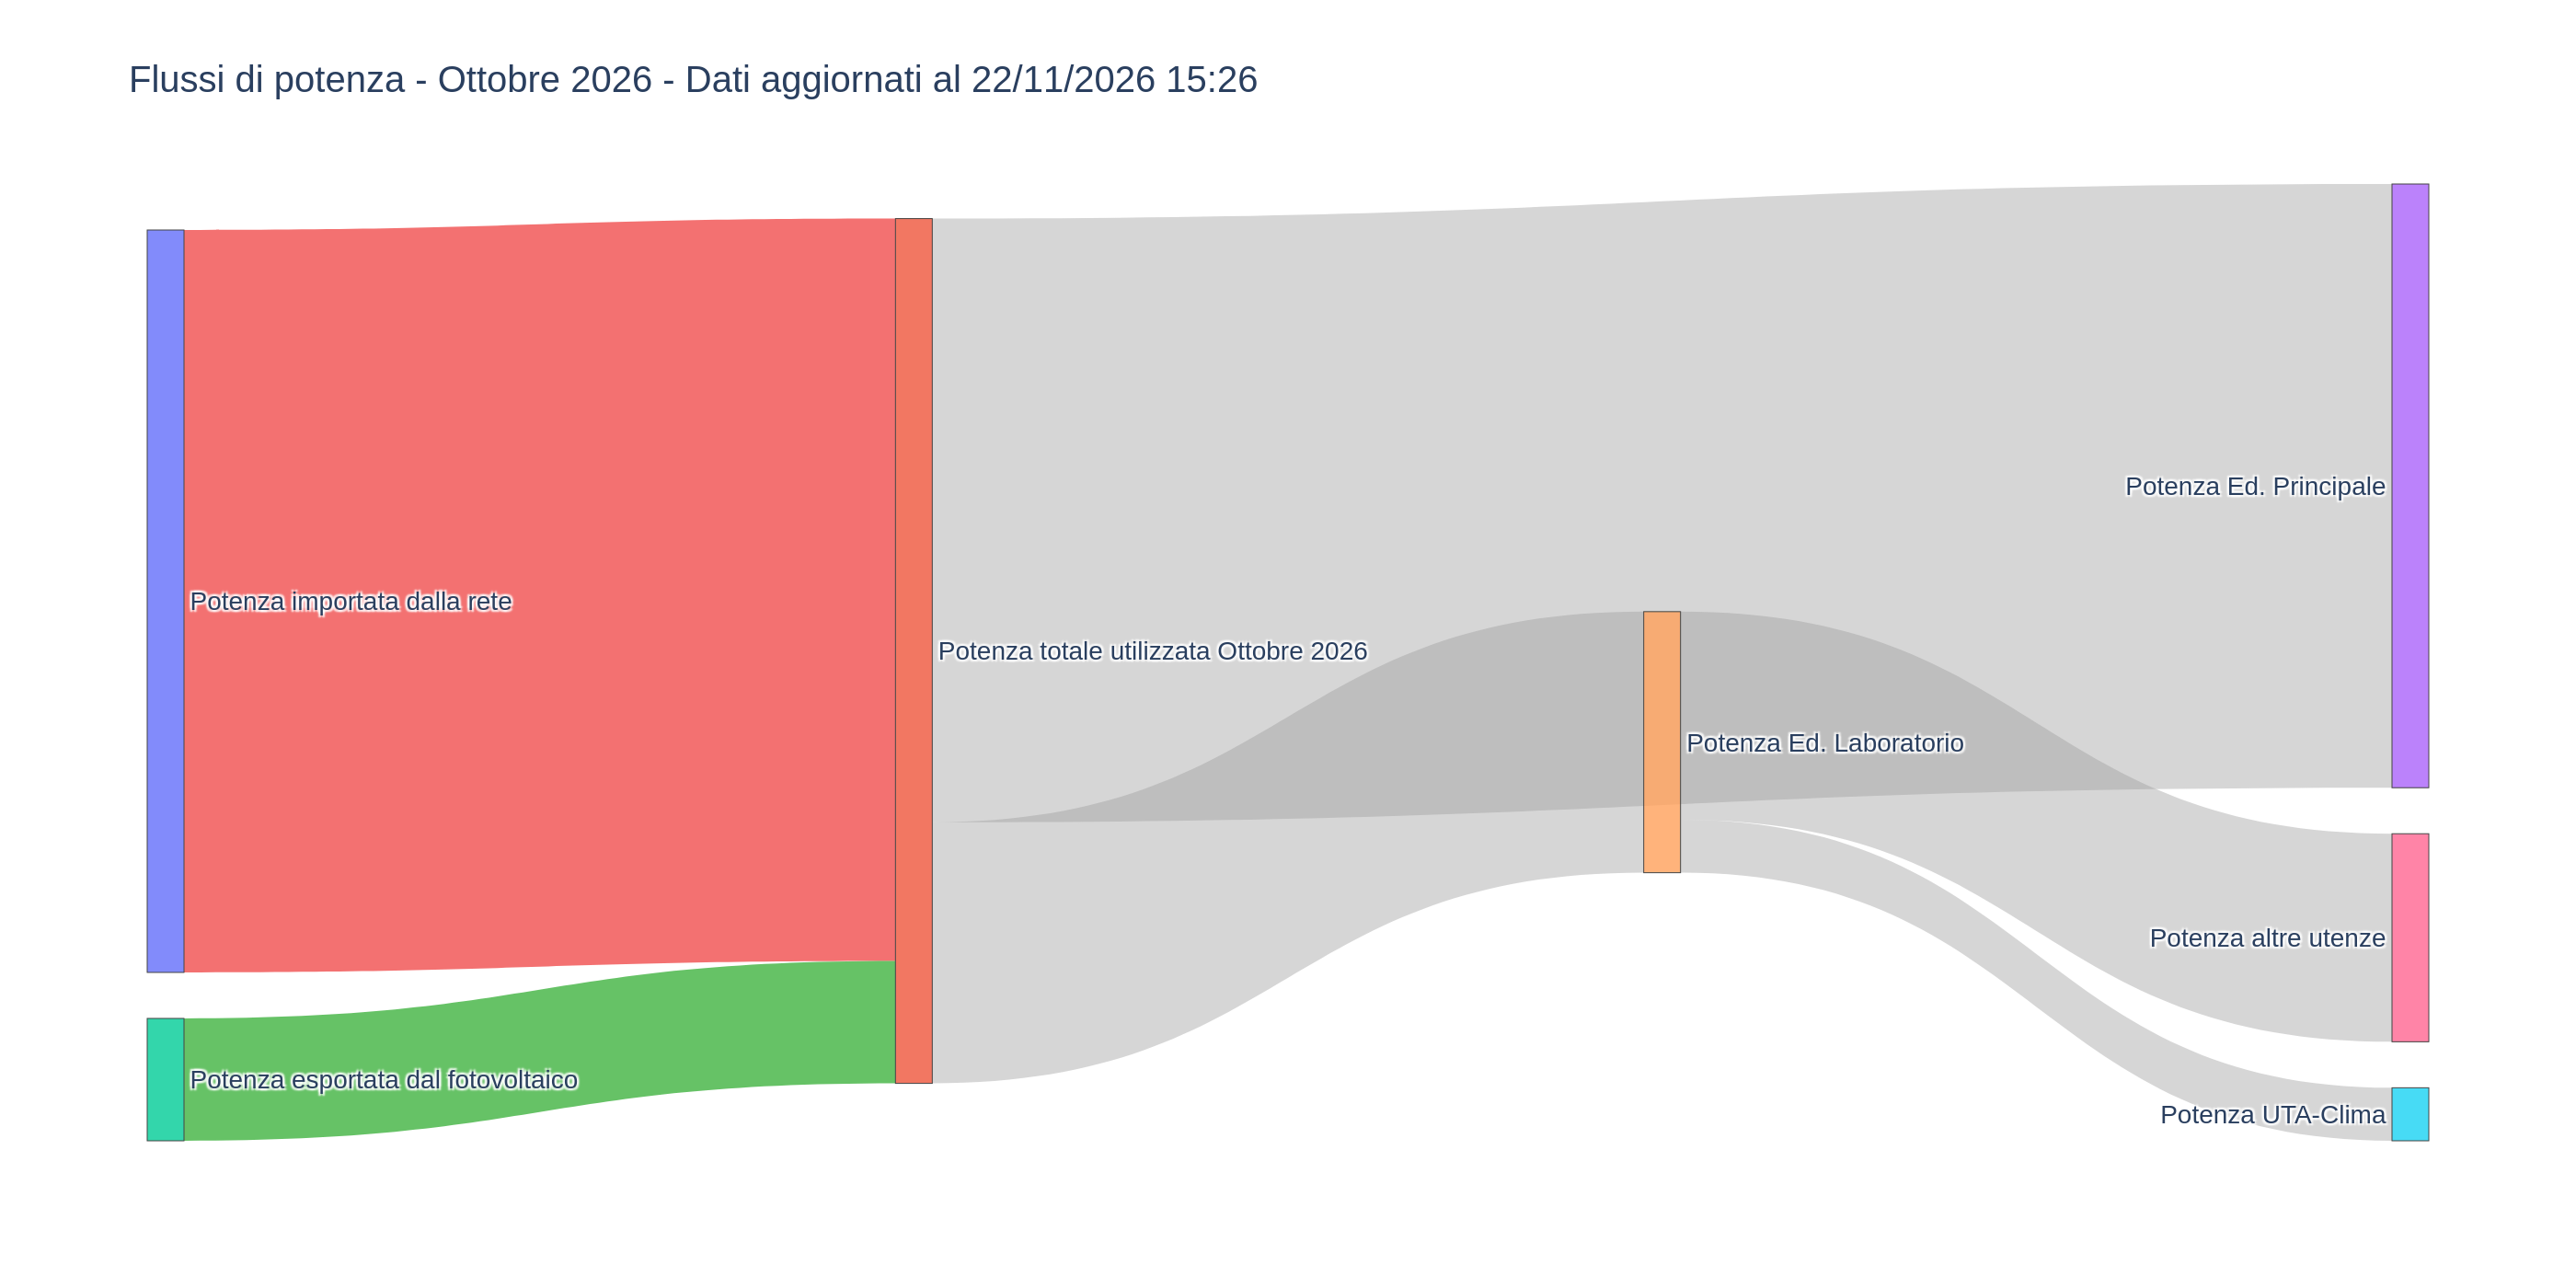 Flussi di potenza - Ottobre 2026 - Dati aggiornati al 22/11/2026 15:26
Potenza Ed. Principale
Potenza importata dalla rete
Potenza totale utilizzata Ottobre 2026
Potenza Ed. Laboratorio
Potenza altre utenze
Potenza esportata dal fotovoltaico
Potenza UTA-Clima